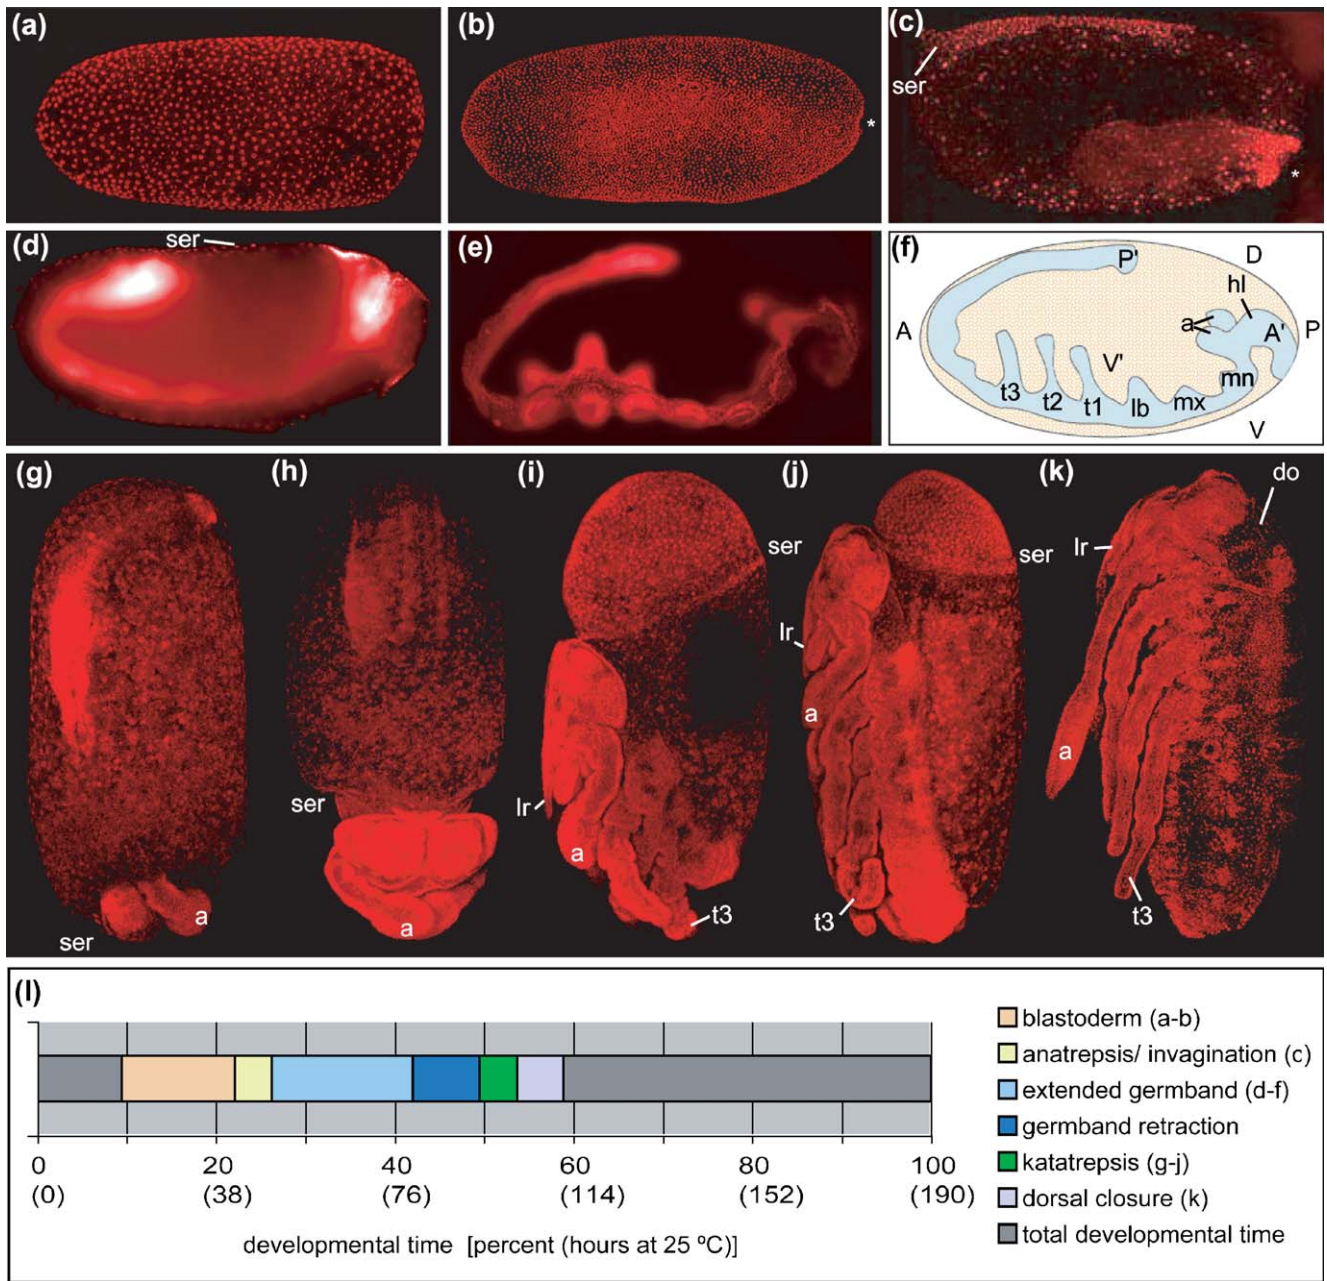 (a)
(b)
*
(c)
ser
*
(d)
ser
(e)
(f)
P'
D
hl
a
A
A'
P
V'
mn
t3
t2
t1
lb
mx
V
(g)
ser
a
(h)
ser
a
(i)
ser
lr
a
t3
(j)
ser
lr
a
t3
(k)
do
lr
a
t3
(l)
blastoderm (a-b)
anatrepsis/ invagination (c)
extended germband (d-f)
germband retraction
katatrepsis (g-j)
dorsal closure (k)
total developmental time
0 20 40 60 80 100
(0) (38) (76) (114) (152) (190)
developmental time [percent (hours at 25 ºC)]